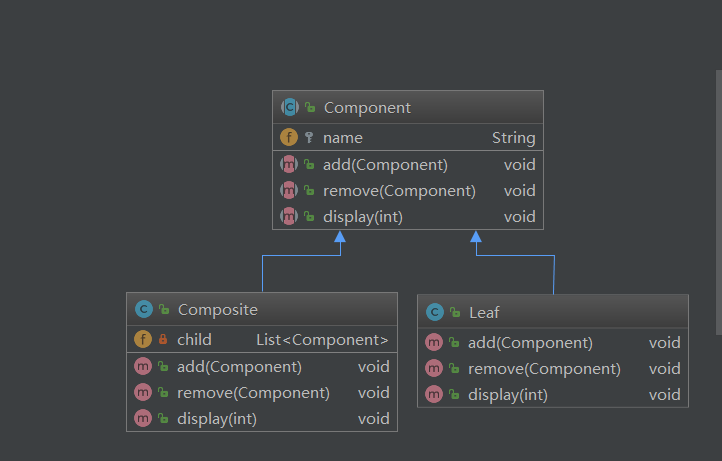 Component
name String
add(Component) void
remove(Component) void
display(int) void
Composite
child List<Component>
add(Component) void
remove(Component) void
display(int) void
Leaf
add(Component) void
remove(Component) void
display(int) void